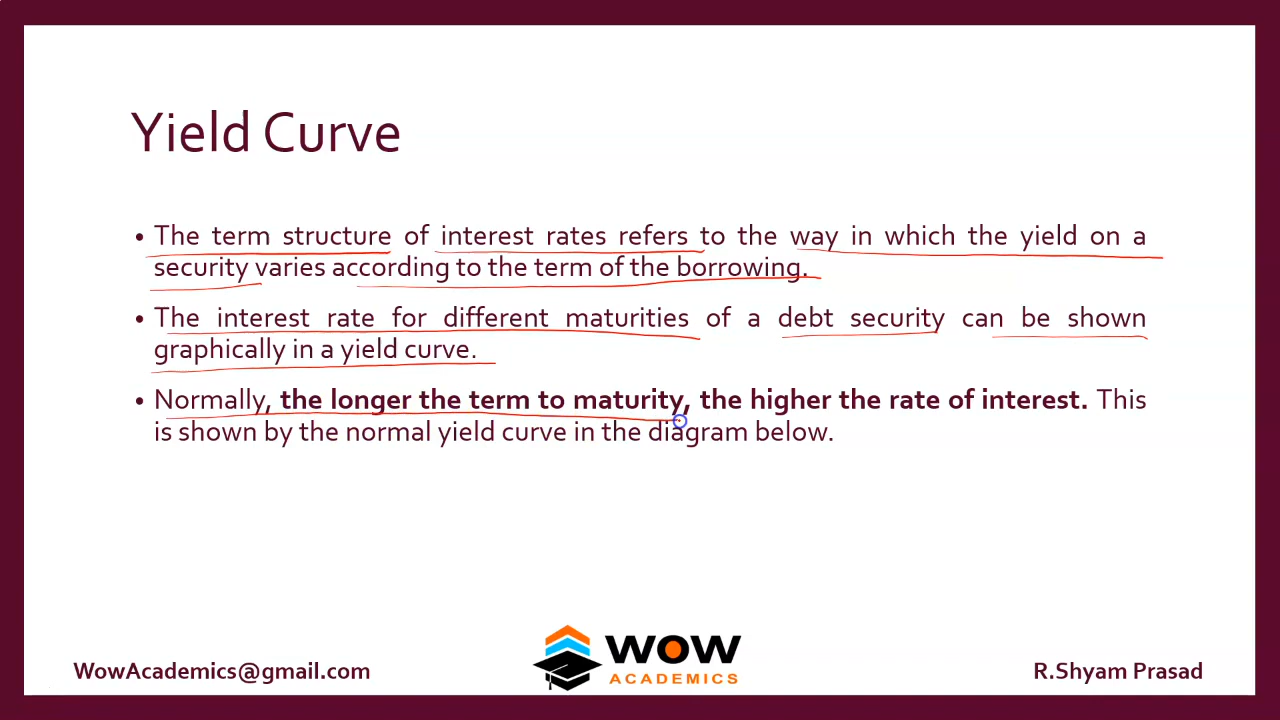 Yield Curve
• The term structure of interest rates refers to the way in which the yield on a
security varies according to the term of the borrowing.
• The interest rate for different maturities of a debt security can be shown
graphically in a yield curve.
• Normally, the longer the term to maturity, the higher the rate of interest. This
is shown by the normal yield curve in the diagram below.
WowAcademics@gmail.com
WOW
ACADEMICS
R.Shyam Prasad